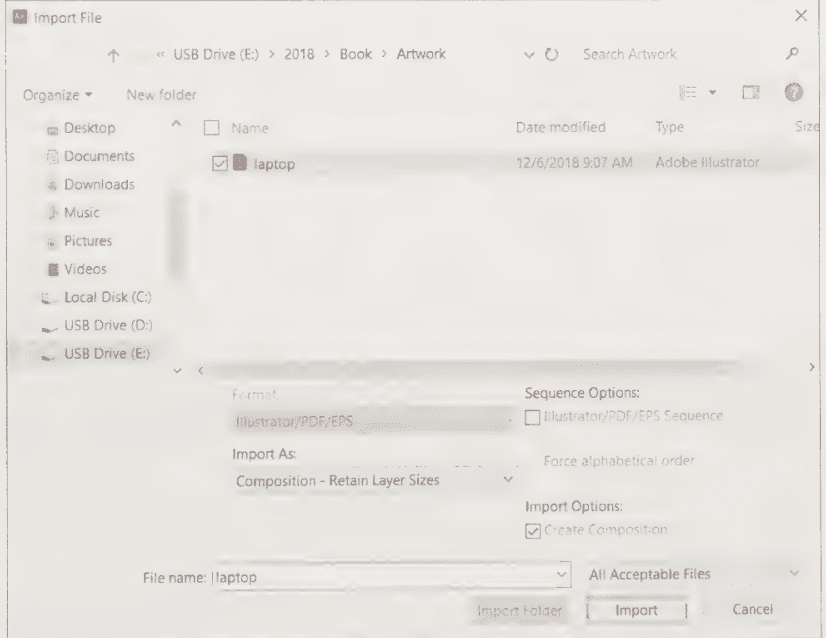 Import File
« USB Drive (E:) > 2018 > Book > Artwork
Search Artwork
Organize
New folder
Name Date modified Type Size
Desktop
Documents
Downloads
Music
Pictures
Videos
Local Disk (C:)
USB Drive (D:)
USB Drive (E:)
laptop 12/6/2018 9:07 AM Adobe Illustrator
Format
Illustrator/PDF/EPS
Import As:
Composition - Retain Layer Sizes
Sequence Options:
Illustrator/PDF/EPS Sequence
Force alphabetical order
Import Options:
Create Composition
File name: laptop
All Acceptable Files
Import Folder
Import
Cancel